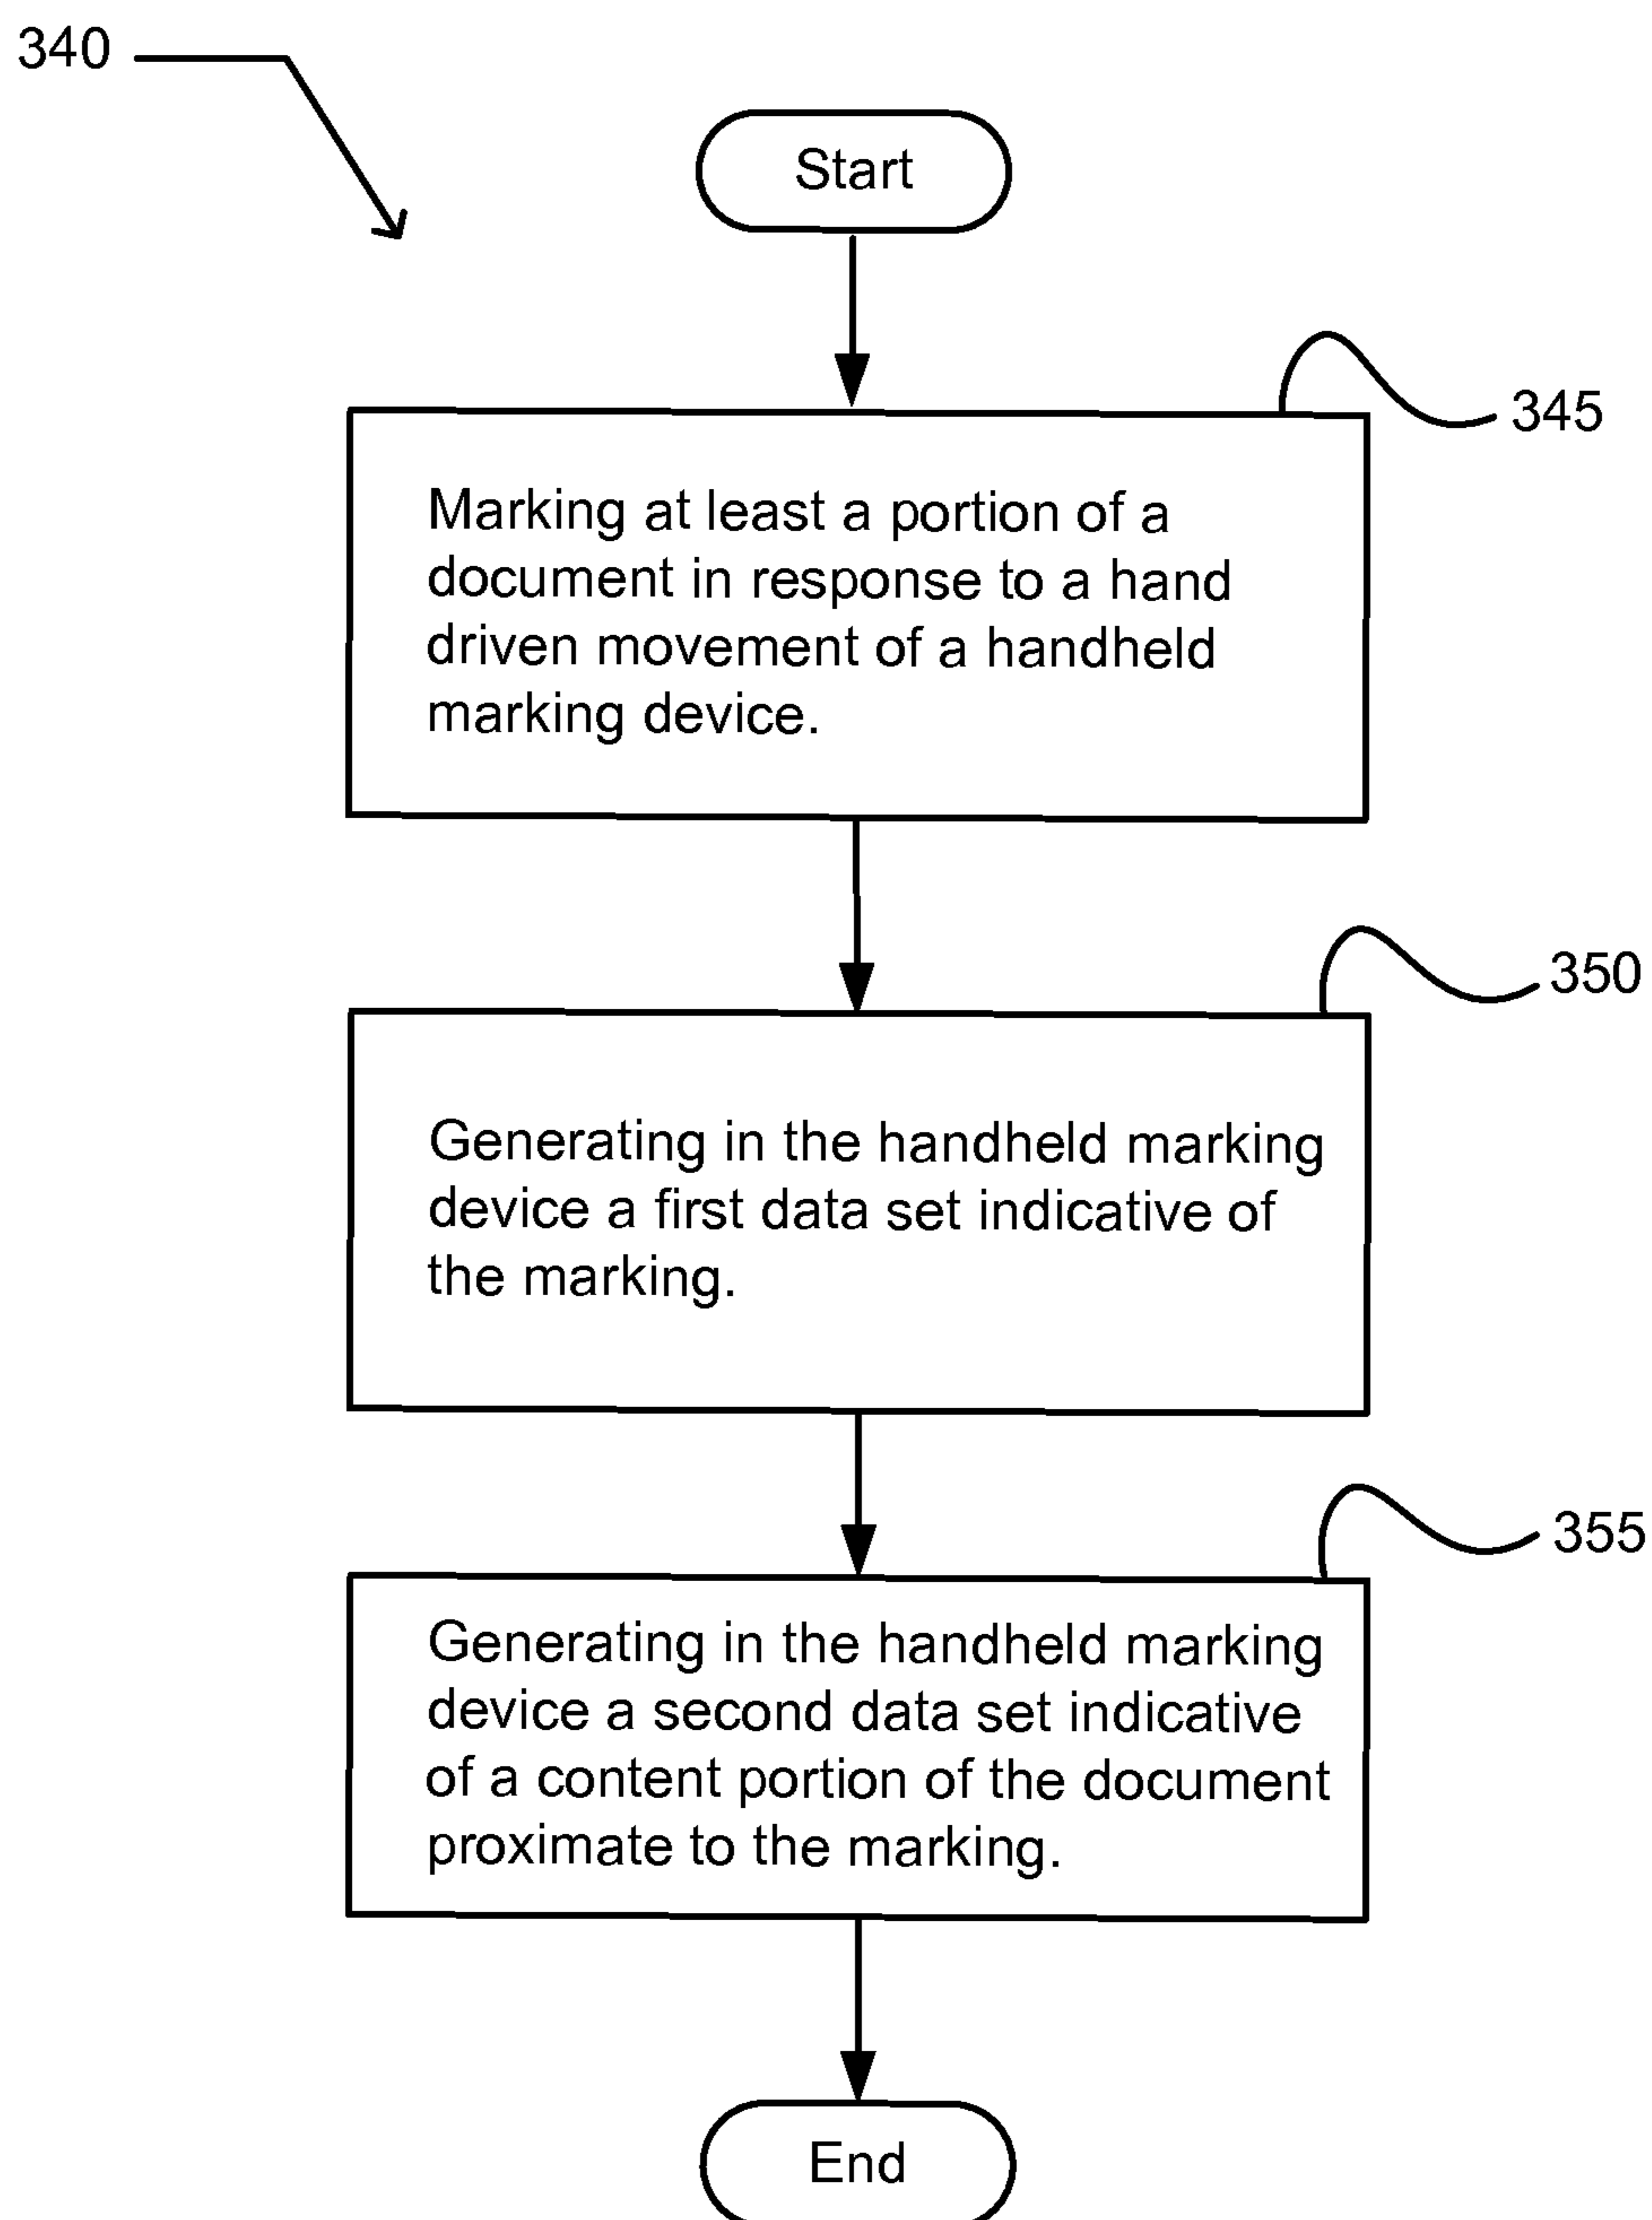 340
Start
345
Marking at least a portion of a
document in response to a hand
driven movement of a handheld
marking device.
350
Generating in the handheld marking
device a first data set indicative of
the marking.
355
Generating in the handheld marking
device a second data set indicative
of a content portion of the document
proximate to the marking.
End